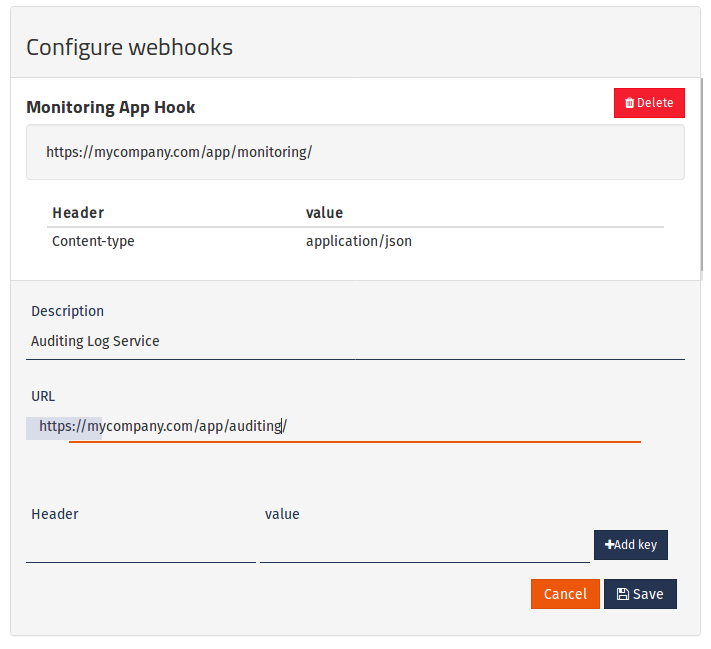 Configure webhooks
Monitoring App Hook
Delete
https://mycompany.com/app/monitoring/
Header value
Content-type application/json
Description
Auditing Log Service
URL
https://mycompany.com/app/auditing/
Header value
+Add key
Cancel Save